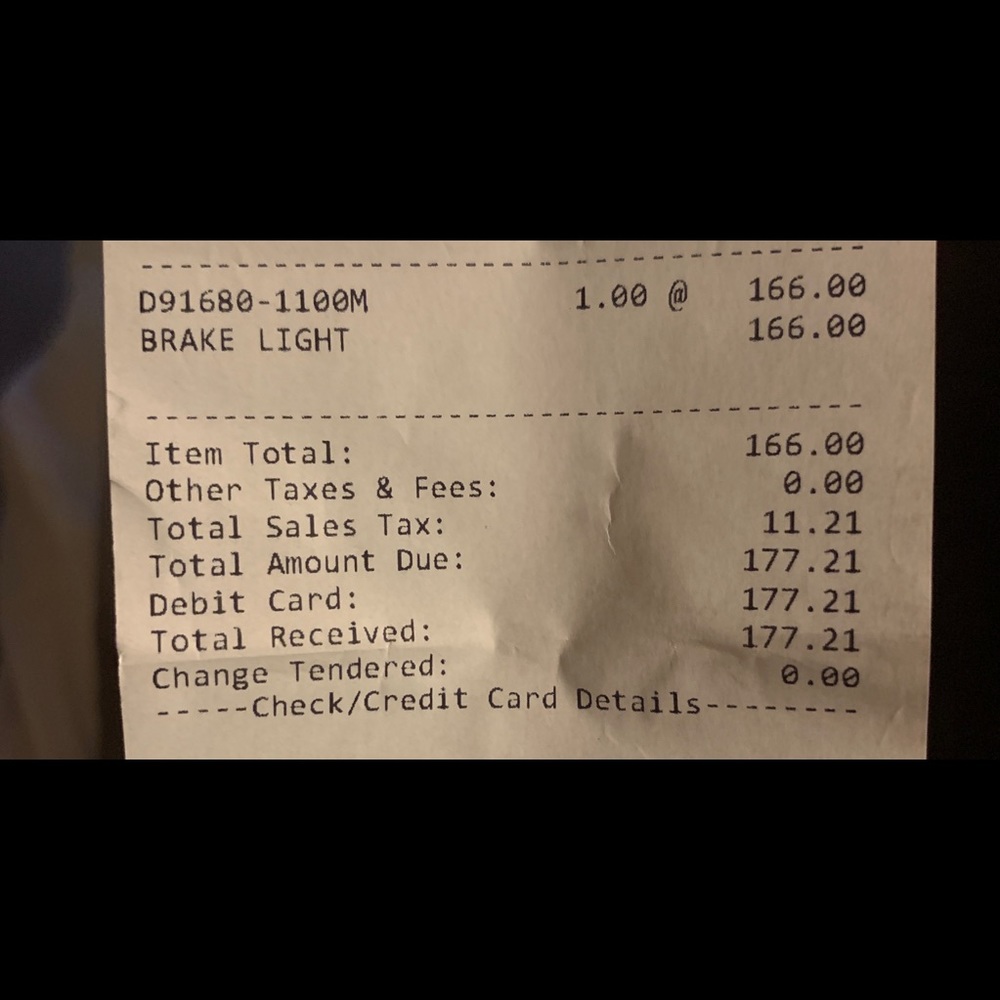 D91680-1100M 1.00 @ 166.00
BRAKE LIGHT 166.00
Item Total: 166.00
Other Taxes & Fees: 0.00
Total Sales Tax: 11.21
Total Amount Due: 177.21
Debit Card: 177.21
Total Received: 177.21
Change Tendered: 0.00
-----Check/Credit Card Details--------